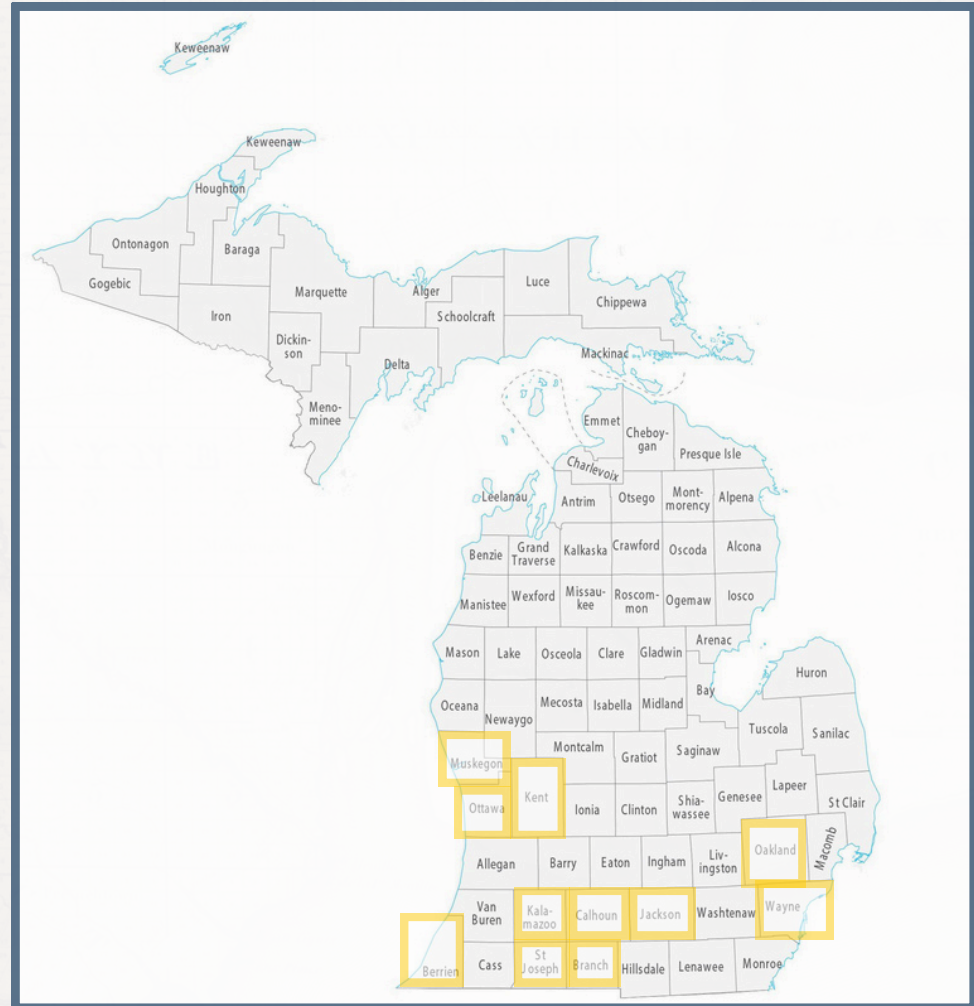 Keweenaw
Keweenaw
Houghton
Ontonagon
Baraga
Gogebic
Iron
Marquette
Alger
Luce
Schoolcraft
Chippewa
Dickin-
son
Delta
Mackinac
Meno-
minee
Emmet
Cheboy-
gan
Presque Isle
Charlevoix
Leelanau
Antrim
Otsego
Mont-
morency
Alpena
Benzie
Grand
Traverse
Kalkaska
Crawford
Oscoda
Alcona
Manistee
Wexford
Missau-
kee
Roscom-
mon
Ogemaw
Iosco
Mason
Lake
Osceola
Clare
Gladwin
Arenac
Huron
Oceana
Newaygo
Mecosta
Isabella
Midland
Bay
Tuscola
Sanilac
Muskegon
Montcalm
Gratiot
Saginaw
Ottawa
Kent
Ionia
Clinton
Shia-
wassee
Genesee
Lapeer
St Clair
Allegan
Barry
Eaton
Ingham
Liv-
ingston
Oakland
Macomb
Van
Buren
Kala-
mazoo
Calhoun
Jackson
Washtenaw
Wayne
Berrien
Cass
St
Joseph
Branch
Hillsdale
Lenawee
Monroe